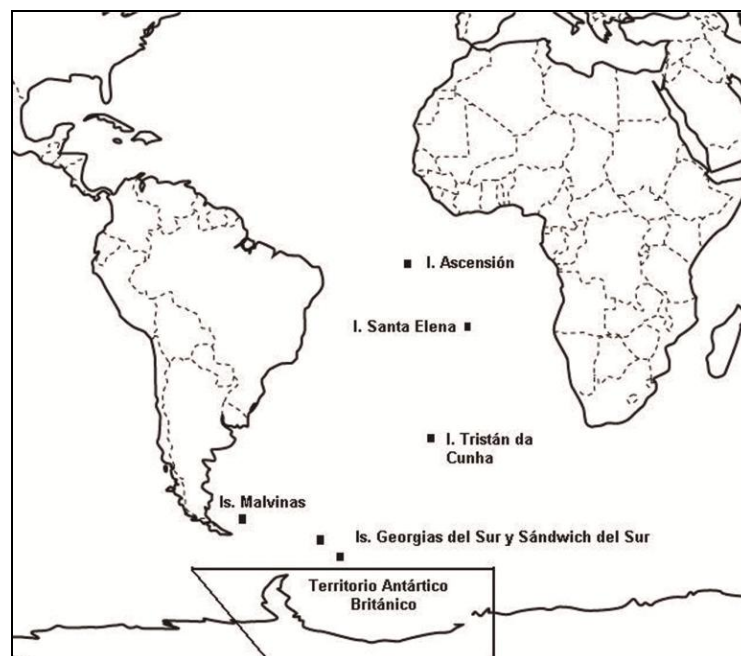 I. Ascensión
I. Santa Elena
I. Tristán da
Cunha
Is. Malvinas
Is. Georgias del Sur y Sándwich del Sur
Territorio Antártico
Británico